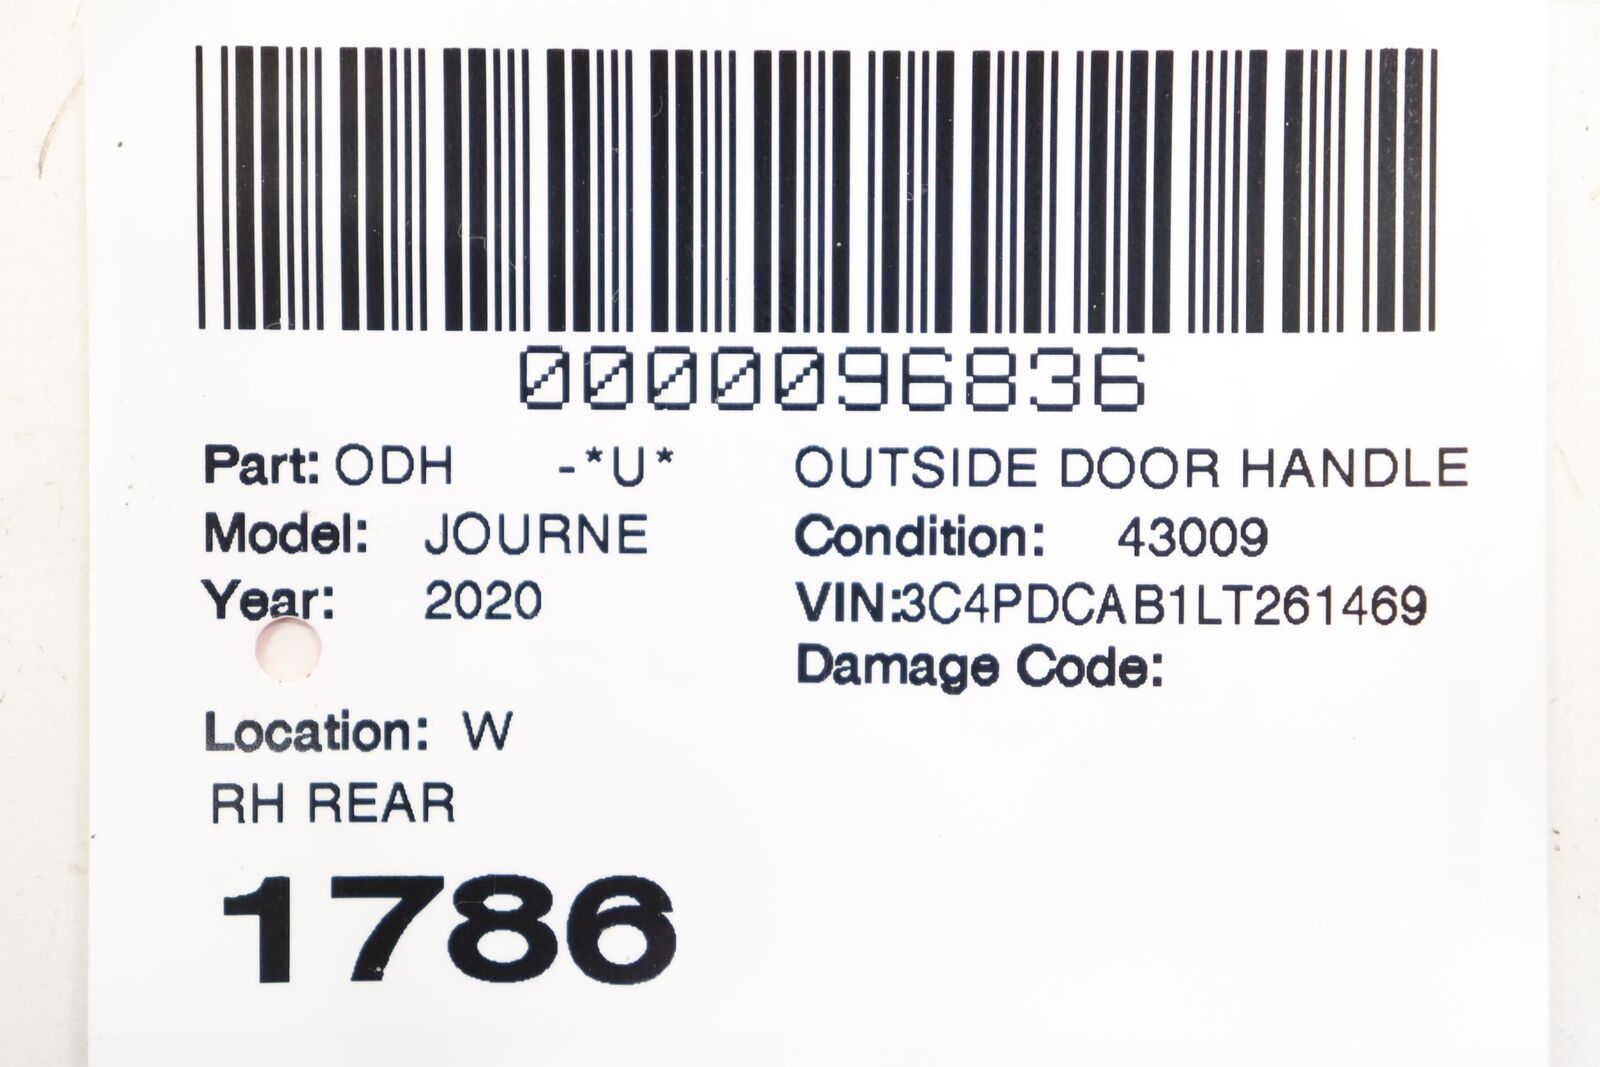 0000096836
Part: ODH -*U* OUTSIDE DOOR HANDLE
Model: JOURNE Condition: 43009
Year: 2020 VIN:3C4PDCAB1LT261469
Damage Code:
Location: W
RH REAR
1786